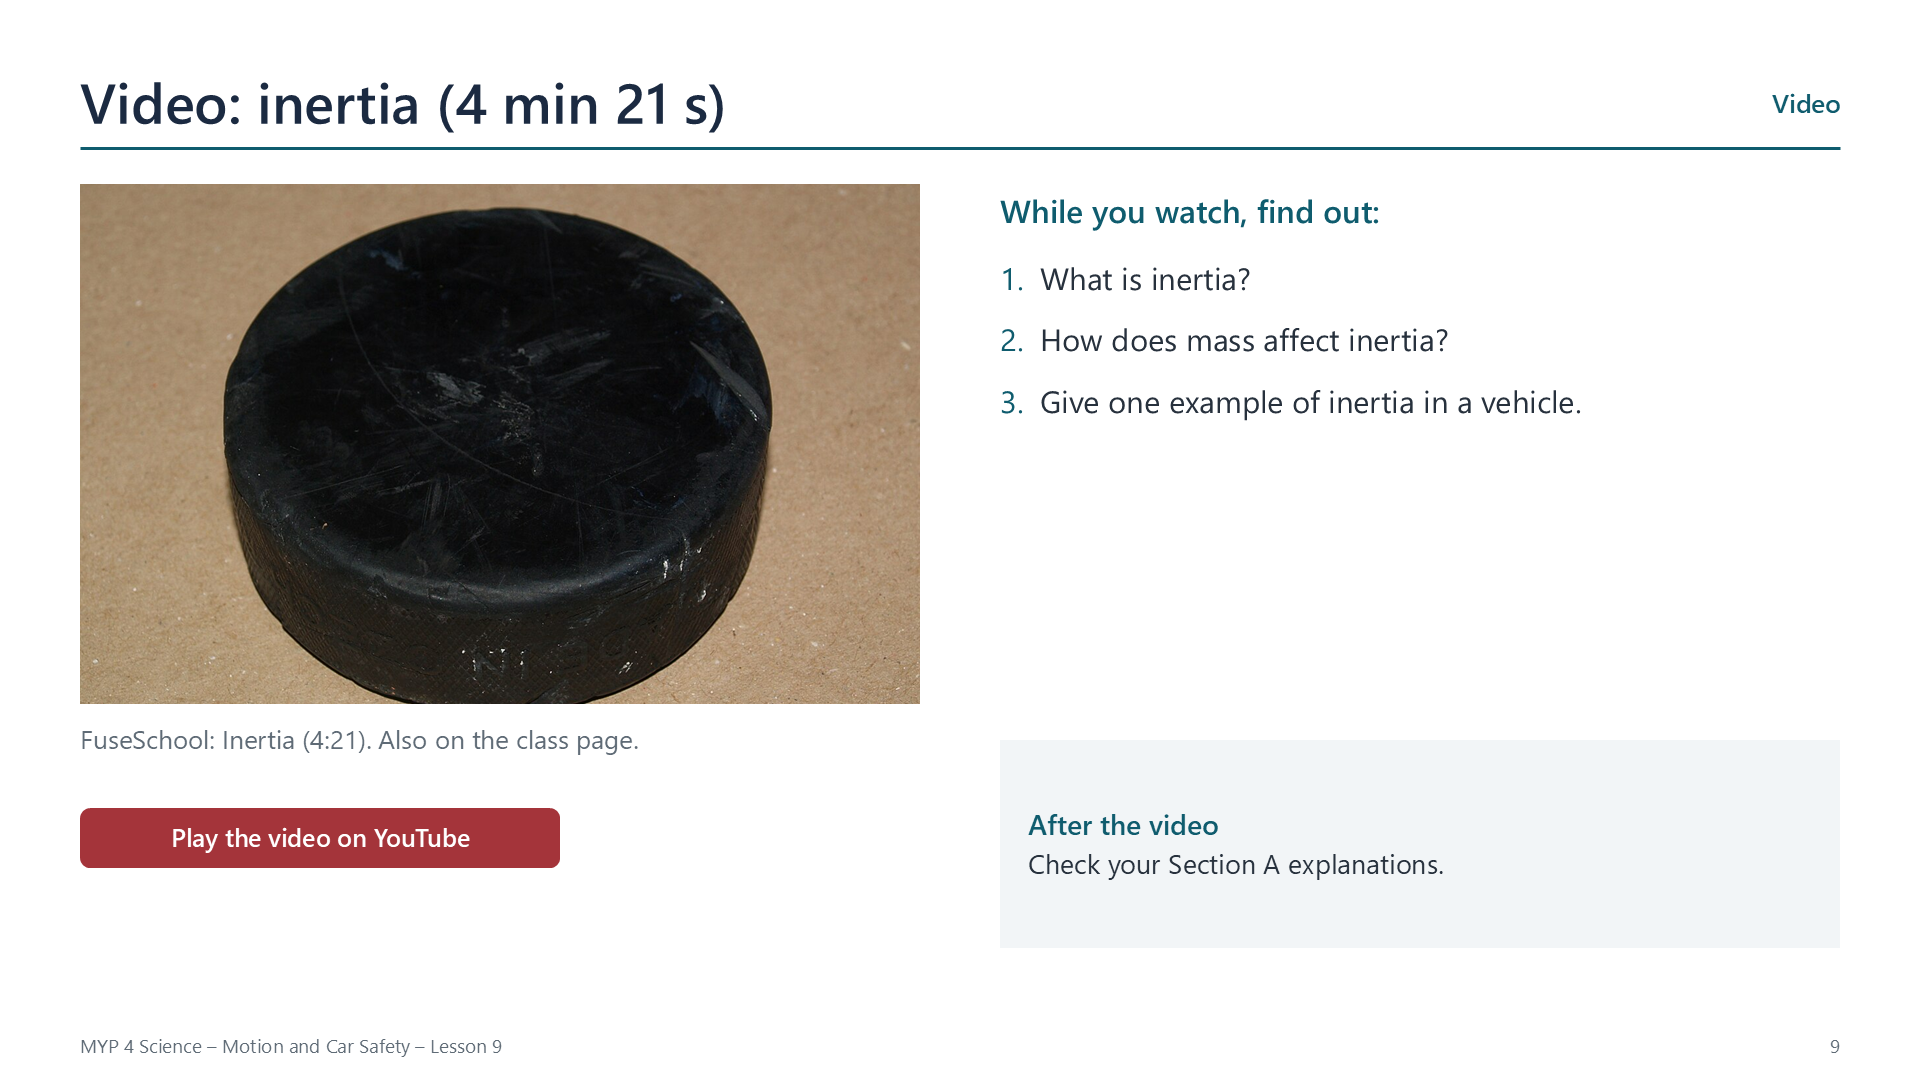 Video: inertia (4 min 21 s)
Video
While you watch, find out:
1. What is inertia?
2. How does mass affect inertia?
3. Give one example of inertia in a vehicle.
FuseSchool: Inertia (4:21). Also on the class page.
Play the video on YouTube
After the video
Check your Section A explanations.
MYP 4 Science – Motion and Car Safety – Lesson 9
9